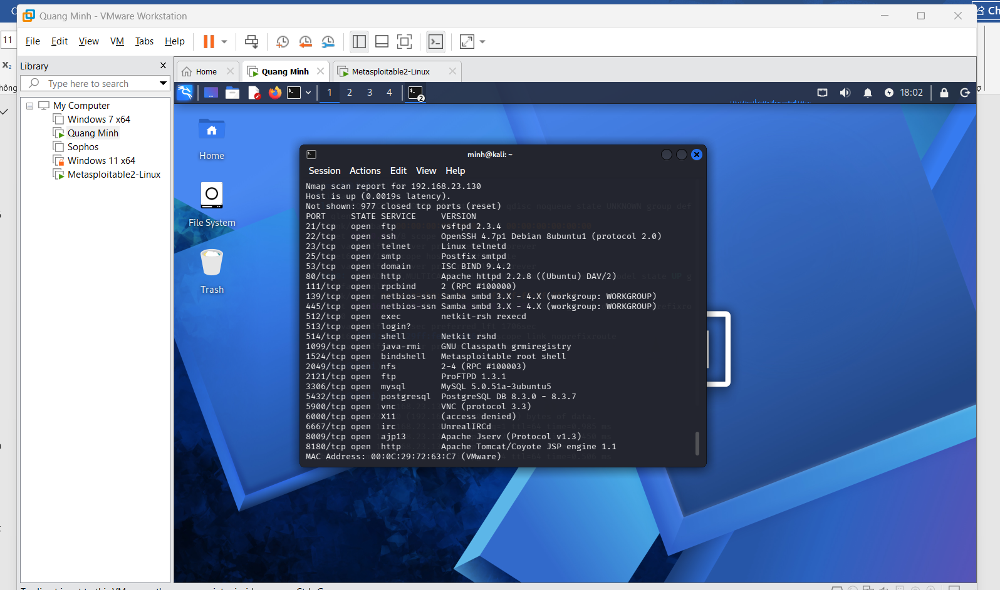 Quang Minh - VMware Workstation
Ch
11
File Edit View VM Tabs Help
x₂
Library
Home
Quang Minh
Metasploitable2-Linux
hông
Type here to search
1 2 3 4
2
18:02
My Computer
Windows 7 x64
Quang Minh
Sophos
Windows 11 x64
Metasploitable2-Linux
Home
File System
Trash
minh@kali: ~
Session Actions Edit View Help
Nmap scan report for 192.168.23.130
Host is up (0.0019s latency).
Not shown: 977 closed tcp ports (reset)
PORT STATE SERVICE VERSION
21/tcp open ftp vsftpd 2.3.4
22/tcp open ssh OpenSSH 4.7p1 Debian 8ubuntu1 (protocol 2.0)
23/tcp open telnet Linux telnetd
25/tcp open smtp Postfix smtpd
53/tcp open domain ISC BIND 9.4.2
80/tcp open http Apache httpd 2.2.8 ((Ubuntu) DAV/2)
111/tcp open rpcbind 2 (RPC #100000)
139/tcp open netbios-ssn Samba smbd 3.X - 4.X (workgroup: WORKGROUP)
445/tcp open netbios-ssn Samba smbd 3.X - 4.X (workgroup: WORKGROUP)
512/tcp open exec netkit-rsh rexecd
513/tcp open login?
514/tcp open shell Netkit rshd
1099/tcp open java-rmi GNU Classpath grmiregistry
1524/tcp open bindshell Metasploitable root shell
2049/tcp open nfs 2-4 (RPC #100003)
2121/tcp open ftp ProFTPD 1.3.1
3306/tcp open mysql MySQL 5.0.51a-3ubuntu5
5432/tcp open postgresql PostgreSQL DB 8.3.0 - 8.3.7
5900/tcp open vnc VNC (protocol 3.3)
6000/tcp open X11 (access denied)
6667/tcp open irc UnrealIRCd
8009/tcp open ajp13 Apache Jserv (Protocol v1.3)
8180/tcp open http Apache Tomcat/Coyote JSP engine 1.1
MAC Address: 00:0C:29:72:63:C7 (VMware)